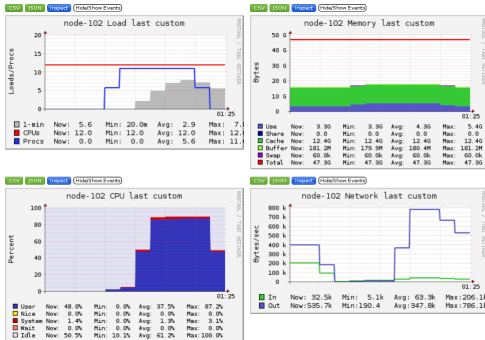 CSV JSON Inspect Hide/Show Events
node-102 Load last custom
Loads/Procs
20
15
10
5
0
01:25
1-min Now: 5.6 Min: 20.0m Avg: 2.9 Max: 7.
CPUs Now: 12.0 Min: 12.0 Avg: 12.0 Max: 12.
Procs Now: 0.0 Min: 0.0 Avg: 5.6 Max: 11.
CSV JSON Inspect Hide/Show Events
node-102 Memory last custom
Bytes
50 G
40 G
30 G
20 G
10 G
0
01:25
Use Now: 3.3G Min: 3.3G Avg: 4.3G Max: 5.4G
Share Now: 0.0 Min: 0.0 Avg: 0.0 Max: 0.0
Cache Now: 12.4G Min: 12.4G Avg: 12.4G Max: 12.4G
Buffer Now: 181.2M Min: 179.9M Avg: 180.4M Max: 181.2M
Swap Now: 60.0k Min: 60.0k Avg: 60.0k Max: 60.0k
Total Now: 47.3G Min: 47.3G Avg: 47.3G Max: 47.3G
CSV JSON Inspect Hide/Show Events
node-102 CPU last custom
Percent
100
80
60
40
20
0
01:25
User Now: 48.0% Min: 0.0% Avg: 37.5% Max: 87.2%
Nice Now: 0.0% Min: 0.0% Avg: 0.0% Max: 0.0%
System Now: 1.4% Min: 0.0% Avg: 1.3% Max: 3.1%
Wait Now: 0.0% Min: 0.0% Avg: 0.0% Max: 0.0%
Idle Now: 50.5% Min: 10.1% Avg: 61.2% Max:100.0%
CSV JSON Inspect Hide/Show Events
node-102 Network last custom
Bytes/sec
800 k
700 k
600 k
500 k
400 k
300 k
200 k
100 k
0
01:25
In Now: 32.5k Min: 5.1k Avg: 63.3k Max:206.1k
Out Now:535.7k Min:190.4 Avg:347.8k Max:786.1k